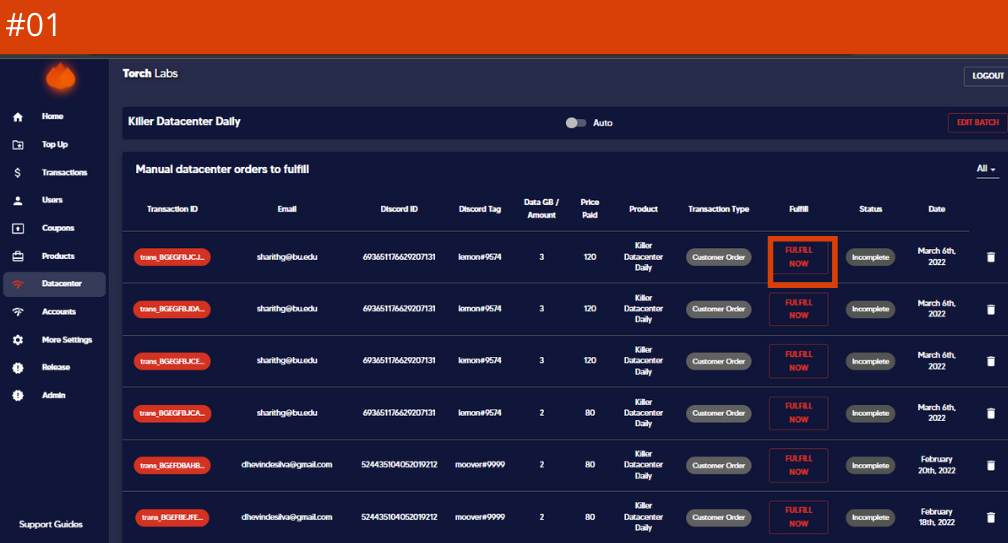 #01
Torch Labs
LOGOUT
Home
Top Up
Transactions
Users
Coupons
Products
Datacenter
Accounts
More Settings
Release
Admin
Support Guides
Killer Datacenter Daily
Auto
EDIT BATCH
Manual datacenter orders to fulfill
All
Transaction ID Email Discord ID Discord Tag Data GB / Amount Price Paid Product Transaction Type Fulfill Status Date
trans_BGEGFBJCJ... sharithg@bu.edu 693651176629207131 lemon#9574 3 120 Killer Datacenter Daily Customer Order FULFILL NOW Incomplete March 6th, 2022
trans_BGEGFBJDA... sharithg@bu.edu 693651176629207131 lemon#9574 3 120 Killer Datacenter Daily Customer Order FULFILL NOW Incomplete March 6th, 2022
trans_BGEGFBJCE... sharithg@bu.edu 693651176629207131 lemon#9574 3 120 Killer Datacenter Daily Customer Order FULFILL NOW Incomplete March 6th, 2022
trans_BGEGFBJCA... sharithg@bu.edu 693651176629207131 lemon#9574 2 80 Killer Datacenter Daily Customer Order FULFILL NOW Incomplete March 6th, 2022
trans_BGEFDBAHB... dhevindesilva@gmail.com 524435104052019212 moover#9999 2 80 Killer Datacenter Daily Customer Order FULFILL NOW Incomplete February 20th, 2022
trans_BGEFBEJFE... dhevindesilva@gmail.com 524435104052019212 moover#9999 2 80 Killer Datacenter Daily Customer Order FULFILL NOW Incomplete February 18th, 2022